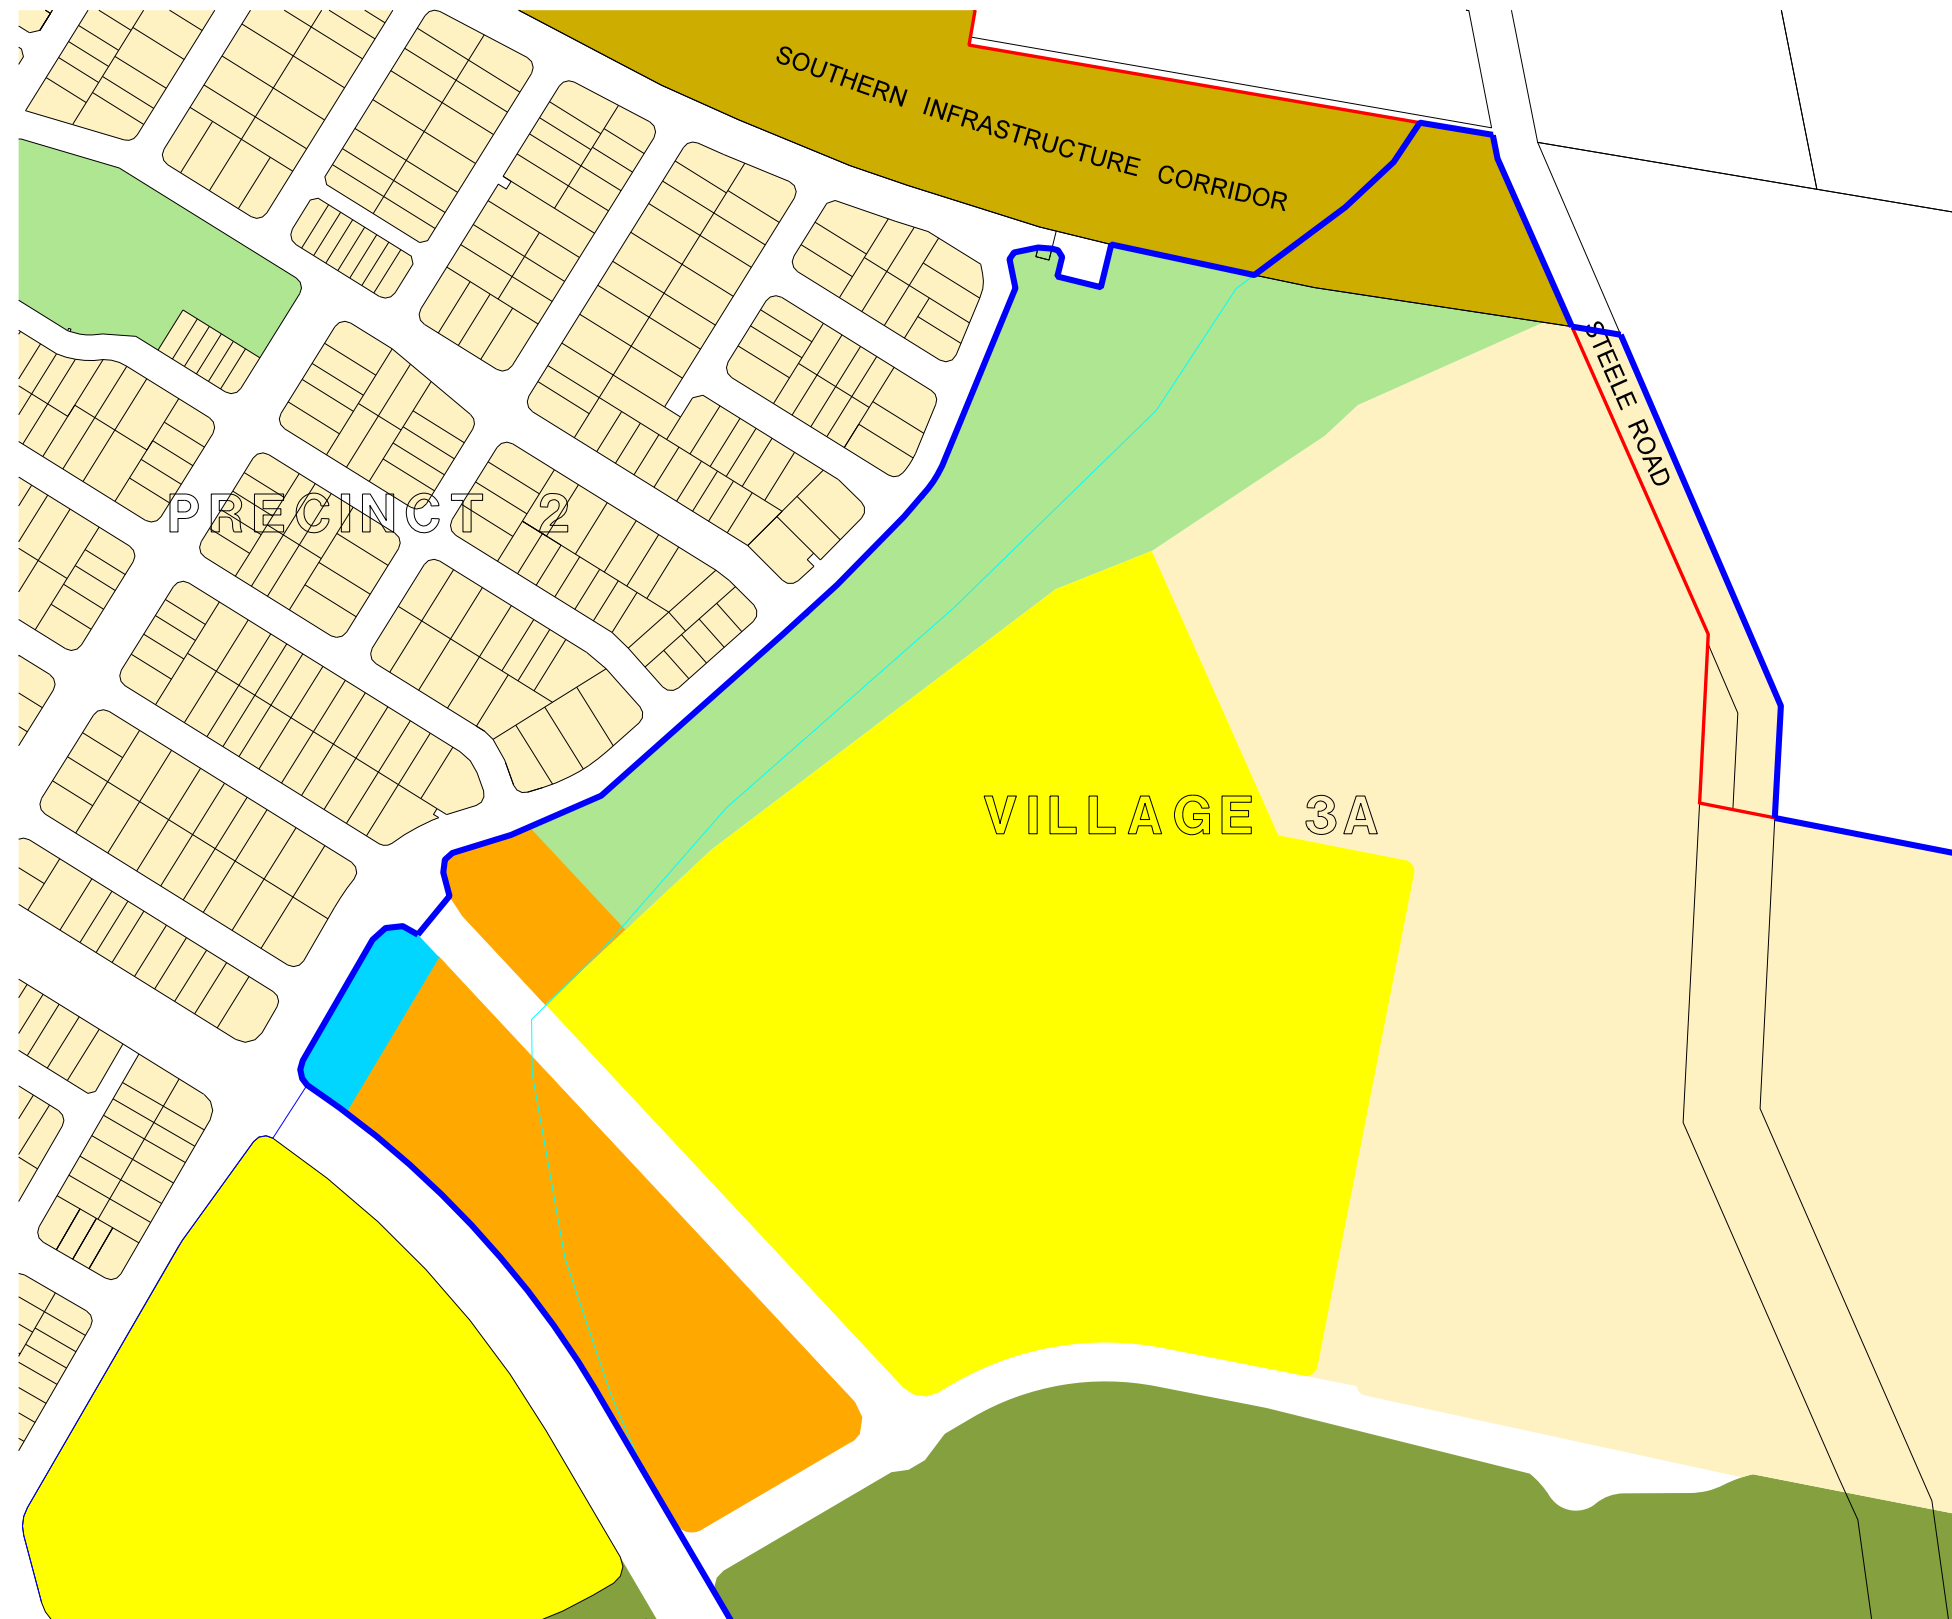 SOUTHERN INFRASTRUCTURE CORRIDOR
STEELE ROAD
PRECINCT 2
VILLAGE 3A